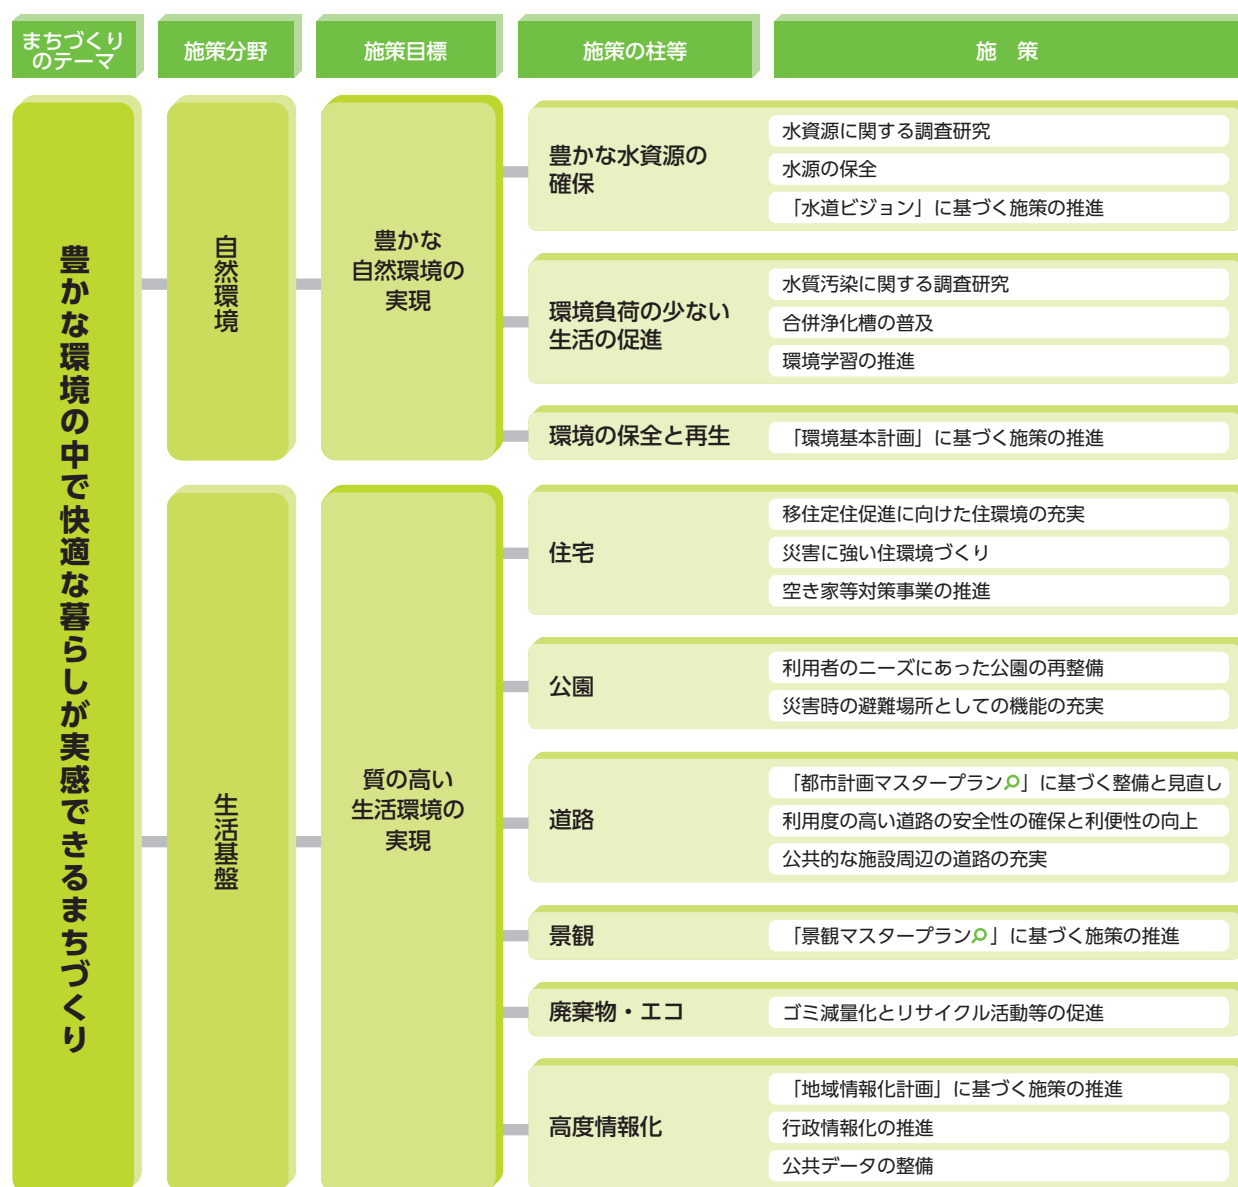 まちづくり
のテーマ
施策分野
施策目標
施策の柱等
施 策
豊かな環境の中で快適な暮らしが実感できるまちづくり
自然環境
豊かな
自然環境の
実現
豊かな水資源の
確保
水資源に関する調査研究
水源の保全
「水道ビジョン」に基づく施策の推進
環境負荷の少ない
生活の促進
水質汚染に関する調査研究
合併浄化槽の普及
環境学習の推進
環境の保全と再生
「環境基本計画」に基づく施策の推進
生活基盤
質の高い
生活環境の
実現
住宅
移住定住促進に向けた住環境の充実
災害に強い住環境づくり
空き家等対策事業の推進
公園
利用者のニーズにあった公園の再整備
災害時の避難場所としての機能の充実
道路
「都市計画マスタープラン」に基づく整備と見直し
利用度の高い道路の安全性の確保と利便性の向上
公共的な施設周辺の道路の充実
景観
「景観マスタープラン」に基づく施策の推進
廃棄物・エコ
ゴミ減量化とリサイクル活動等の促進
高度情報化
「地域情報化計画」に基づく施策の推進
行政情報化の推進
公共データの整備